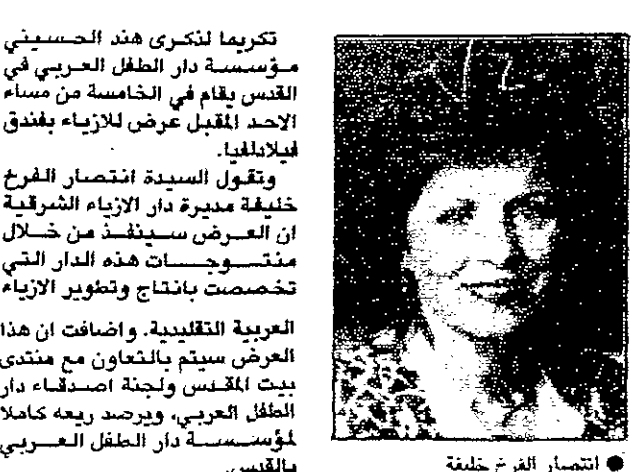 تكريما لذكرى هند الحسيني
مؤسسة دار الطفل العربي في
القدس يقام في الخامسة من مساء
الاحد المقبل عرض للازياء بفندق
فيلادلفيا.
وتقول السيدة انتصار الفرخ
خليفة مديرة دار الازياء الشرقية
ان العرض سينفذ من خلال
منتوجات هذه الدار التي
تخصصت بانتاج وتطوير الازياء
العربية التقليدية. واضافت ان هذا
العرض سيتم بالتعاون مع منتدى
بيت المقدس ولجنة اصدقاء دار
الطفل العربي، ويرصد ريعه كاملا
لمؤسسة دار الطفل العربي
بالقدس.
● انتصار الفرخ خليفة